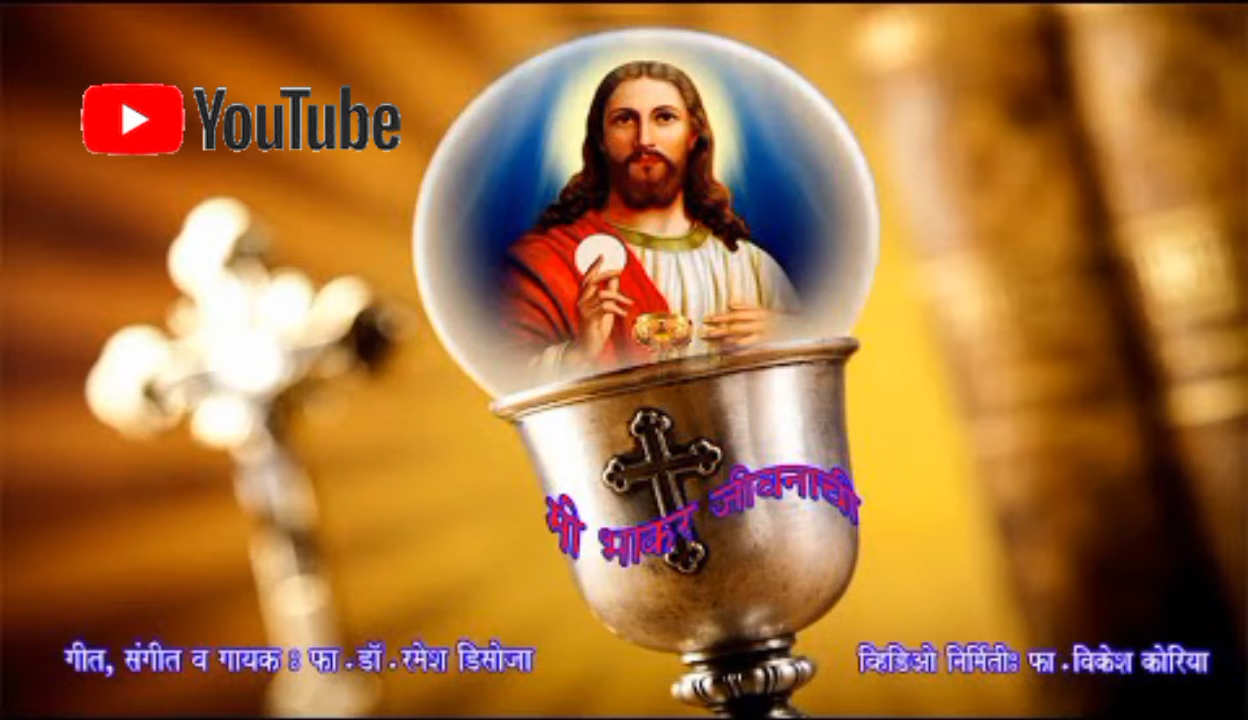 YouTube
मी भाकर जीवनाची
गीत, संगीत व गायक : फा.डॉ.रमेश डिसोजा
व्हिडिओ निर्मिती: फा.विकेश कोरिया